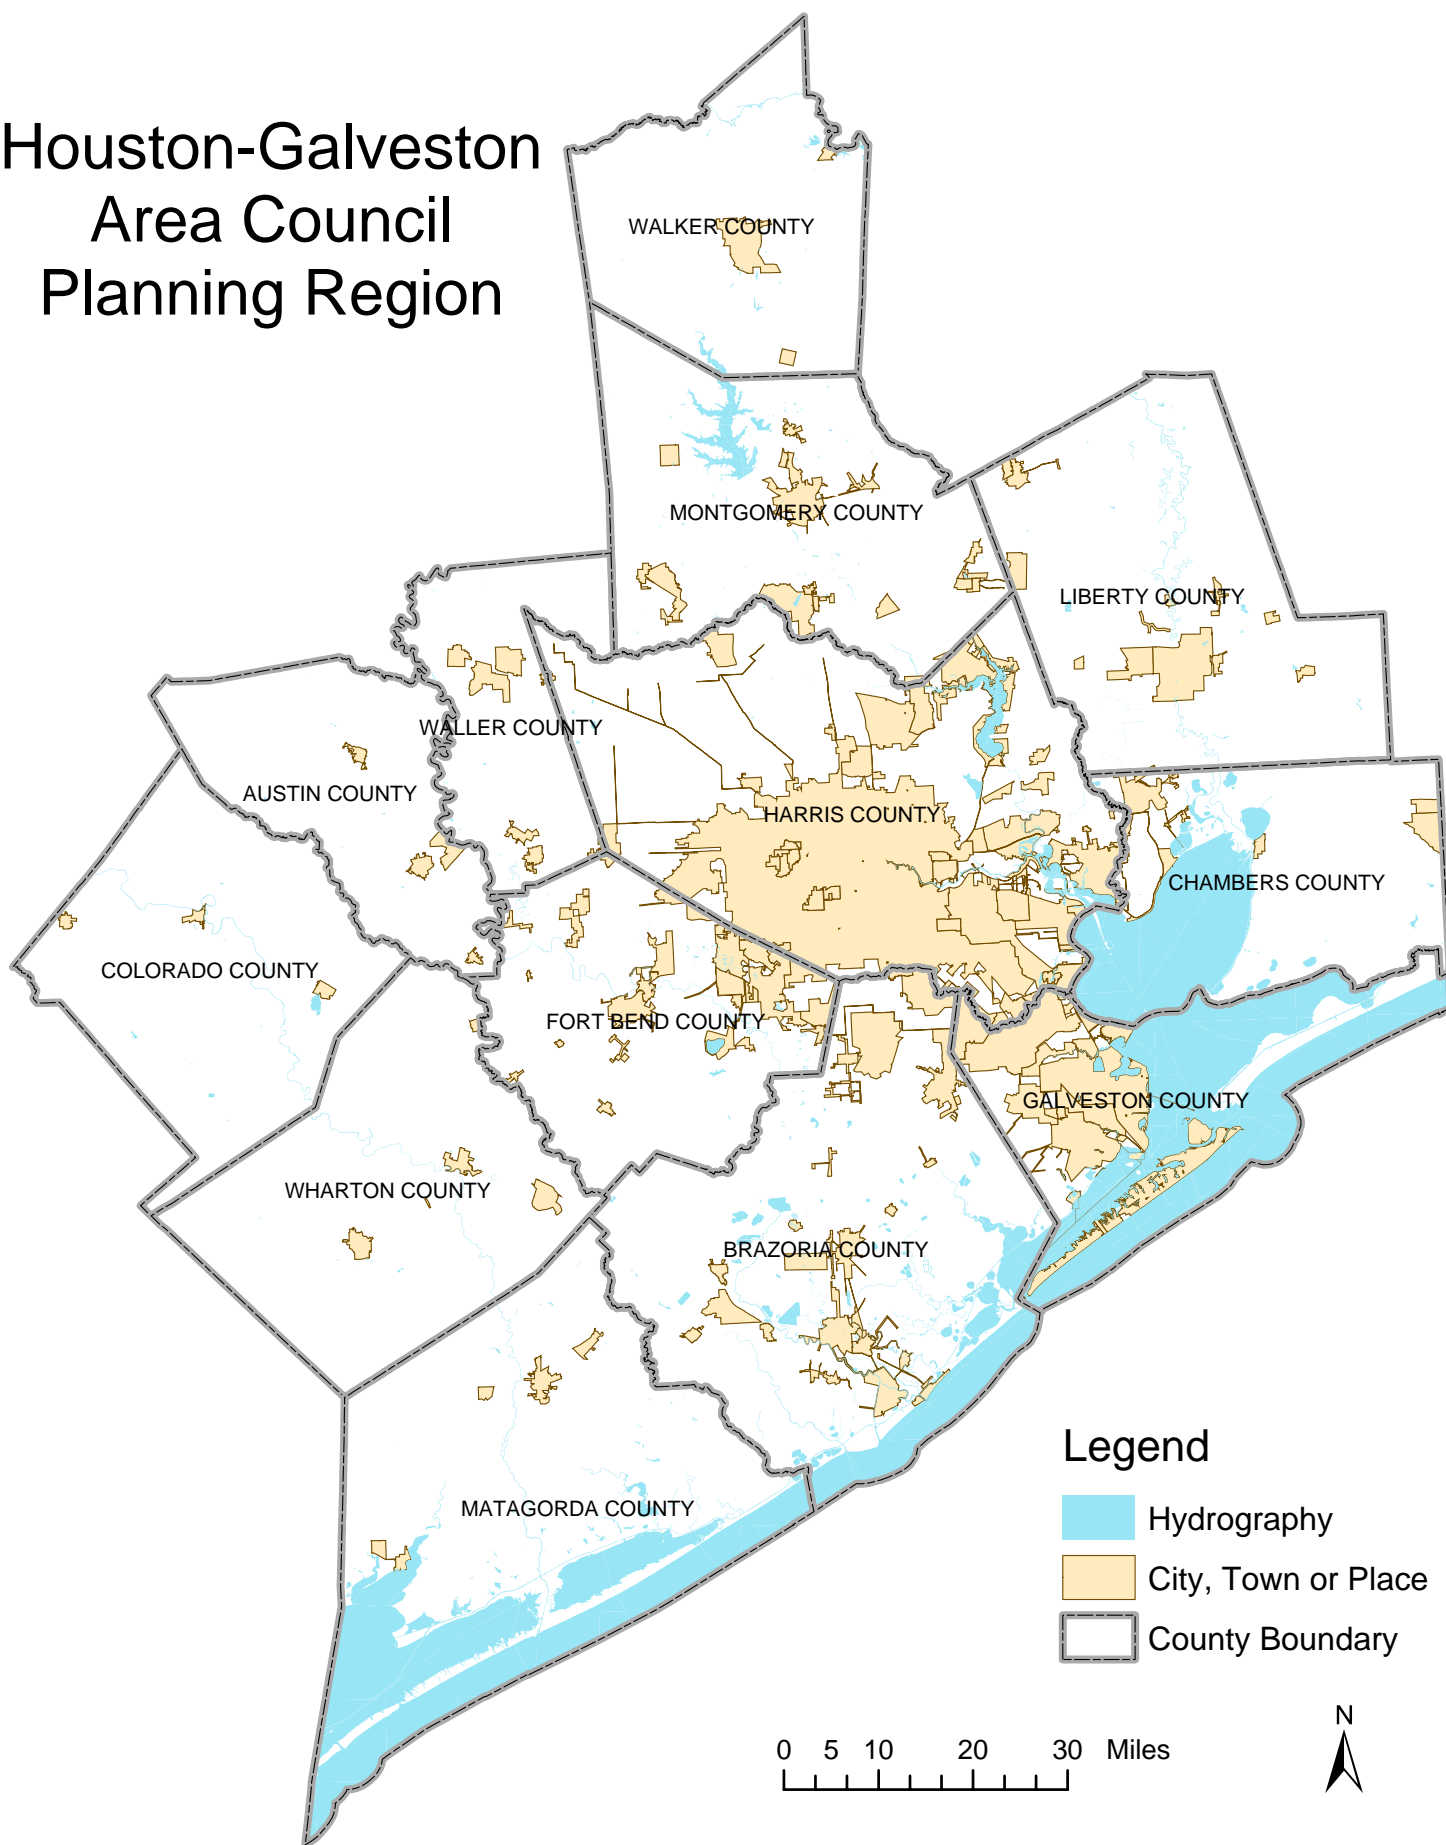 Houston-Galveston
Area Council
Planning Region
WALKER COUNTY
MONTGOMERY COUNTY
LIBERTY COUNTY
WALLER COUNTY
AUSTIN COUNTY
HARRIS COUNTY
CHAMBERS COUNTY
COLORADO COUNTY
FORT BEND COUNTY
GALVESTON COUNTY
WHARTON COUNTY
BRAZORIA COUNTY
MATAGORDA COUNTY
Legend
Hydrography
City, Town or Place
County Boundary
N
0 5 10 20 30 Miles